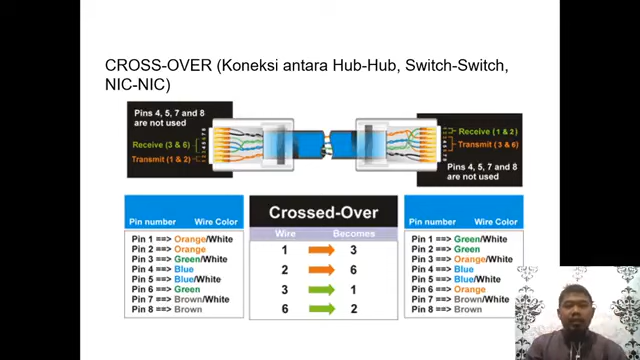 CROSS-OVER (Koneksi antara Hub-Hub, Switch-Switch,
NIC-NIC)
Pins 4, 5, 7 and 8
are not used
Receive (3 & 6)
Transmit (1 & 2)
Receive (1 & 2)
Transmit (3 & 6)
Pins 4, 5, 7 and 8
are not used
Pin number Wire Color
Pin 1 ==> Orange/White
Pin 2 ==> Orange
Pin 3 ==> Green/White
Pin 4 ==> Blue
Pin 5 ==> Blue/White
Pin 6 ==> Green
Pin 7 ==> Brown/White
Pin 8 ==> Brown
Crossed-Over
Wire Becomes
1 3
2 6
3 1
6 2
Pin number Wire Color
Pin 1 ==> Green/White
Pin 2 ==> Green
Pin 3 ==> Orange/White
Pin 4 ==> Blue
Pin 5 ==> Blue/White
Pin 6 ==> Orange
Pin 7 ==> Brown/White
Pin 8 ==> Brown